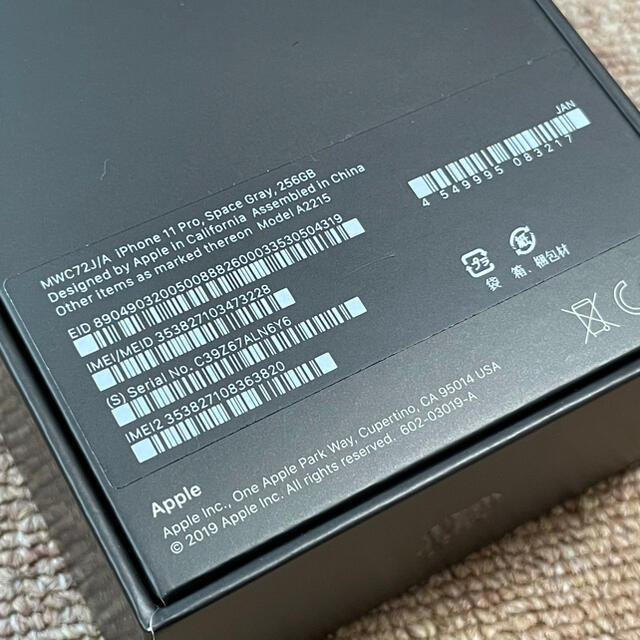 MWC72J/A iPhone 11 Pro Space Gray, 256GB
Designed by Apple in California Assembled in China
Other items as marked thereon Model A2215
EID 89049032005008882600033530504319
IMEI/MEID 353827103473228
(S) Serial No. C39Z67ALN6Y6
IMEI2 353827108363820
JAN
4 549995 083217
袋 箱、梱包材
Apple
Apple Inc., One Apple Park Way, Cupertino, CA 95014 USA
© 2019 Apple Inc. All rights reserved. 602-03019-A